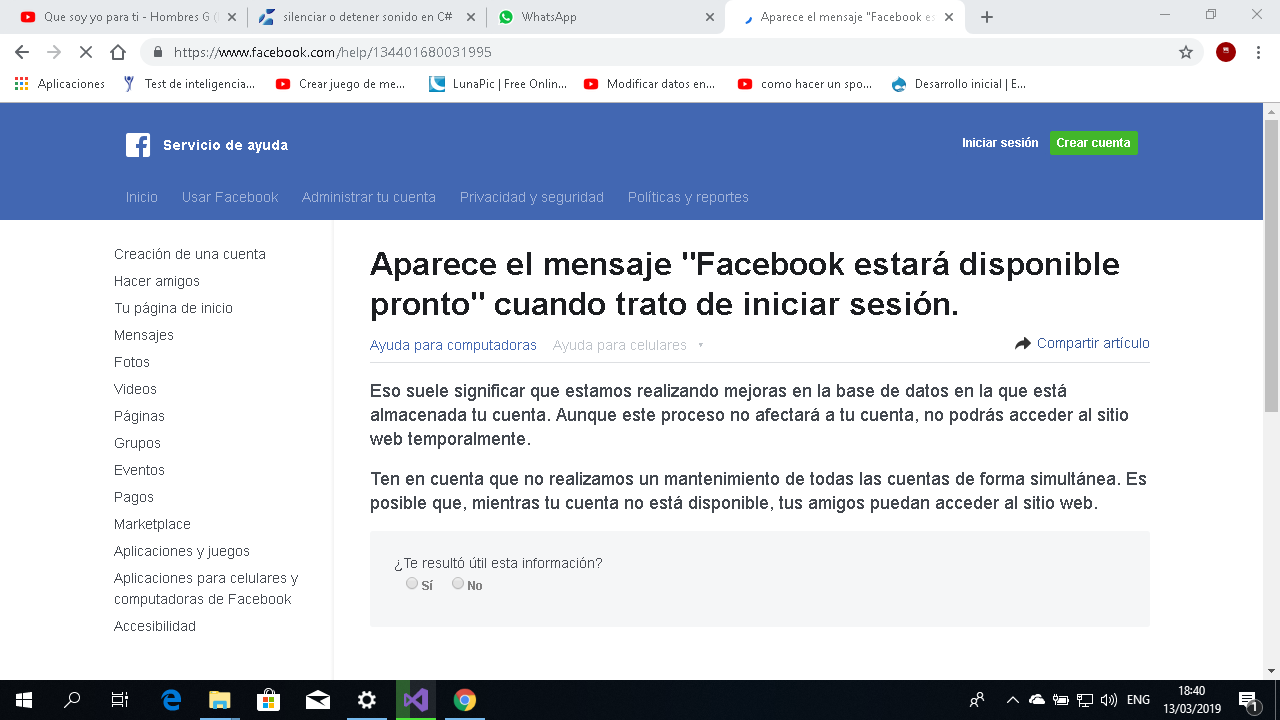 Que soy yo para ti - Hombres G (
silenciar o detener sonido en C#
WhatsApp
Aparece el mensaje "Facebook es
https://www.facebook.com/help/134401680031995
Aplicaciones
Test de inteligencia...
Crear juego de me...
LunaPic | Free Onlin...
Modificar datos en...
como hacer un spo...
Desarrollo inicial | E...
Servicio de ayuda
Iniciar sesión
Crear cuenta
Inicio
Usar Facebook
Administrar tu cuenta
Privacidad y seguridad
Políticas y reportes
Creación de una cuenta
Hacer amigos
Tu página de inicio
Mensajes
Fotos
Videos
Páginas
Grupos
Eventos
Pagos
Marketplace
Aplicaciones y juegos
Aplicaciones para celulares y
computadoras de Facebook
Accesibilidad
Aparece el mensaje "Facebook estará disponible
pronto" cuando trato de iniciar sesión.
Ayuda para computadoras
Ayuda para celulares
Compartir artículo
Eso suele significar que estamos realizando mejoras en la base de datos en la que está
almacenada tu cuenta. Aunque este proceso no afectará a tu cuenta, no podrás acceder al sitio
web temporalmente.
Ten en cuenta que no realizamos un mantenimiento de todas las cuentas de forma simultánea. Es
posible que, mientras tu cuenta no está disponible, tus amigos puedan acceder al sitio web.
¿Te resultó útil esta información?
Sí
No
ENG
18:40
13/03/2019
1